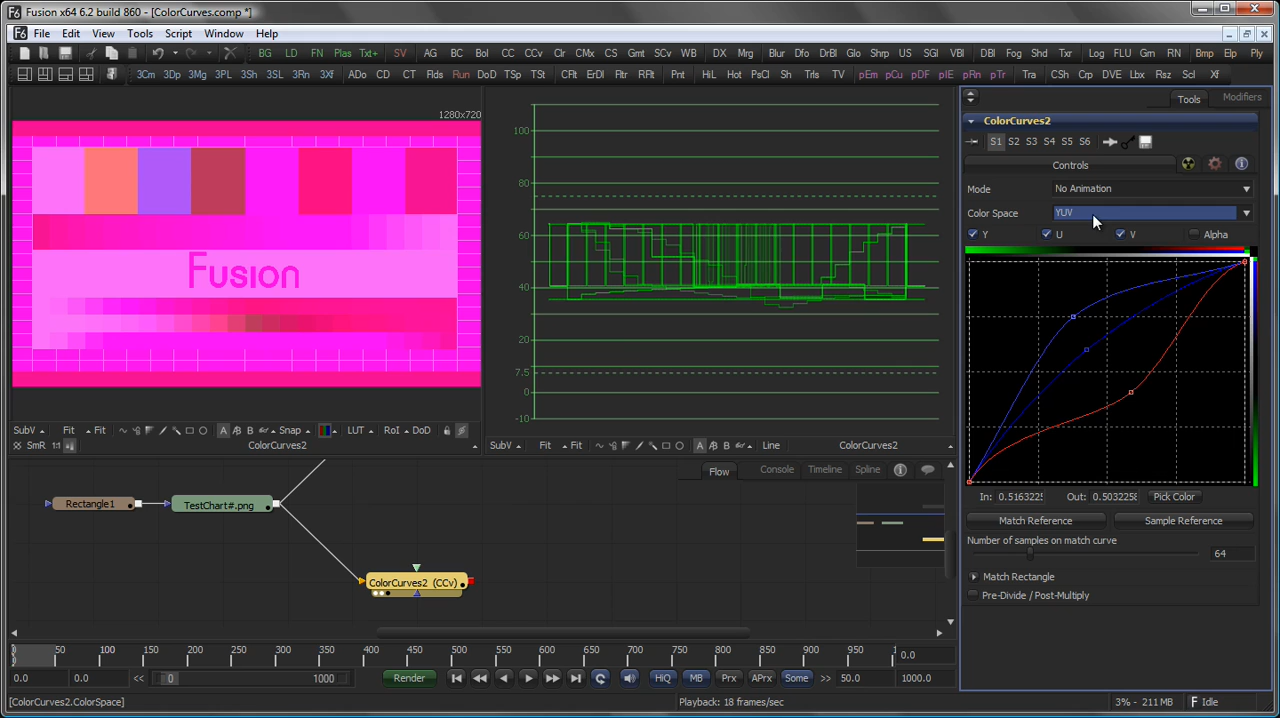 Fusion x64 6.2 build 860 - [ColorCurves.comp *]
File Edit View Tools Script Window Help
BG LD FN Plas Txt+ SV AG BC Bol CC CCv Clr CMx CS Gmt SCv WB DX Mrg Blur Dfo DrBl Glo Shrp US SGl VBl DBl Fog Shd Txr Log FLU Gm RN Bmp Elp Ply
3Cm 3Dp 3Mg 3PL 3Sh 3SL 3Rn 3Xf ADo CD CT Flds Run DoD TSp TSt CFlt ErDl Fltr RFlt Pnt HiL Hot PsCl Sh Trls TV pEm pCu pDF pIE pRn pTr Tra CSh Crp DVE Lbx Rsz Scl Xf
1280x720
Fusion
SubV Fit Fit Snap A B LUT RoI DoD
SmR 1:1 ColorCurves2
100
80
60
40
20
7.5
0
-10
SubV Fit Fit A B Line ColorCurves2
Tools Modifiers
ColorCurves2
S1 S2 S3 S4 S5 S6
Controls
Mode No Animation
Color Space YUV
Y U V Alpha
In: 0.516322 Out: 0.503225 Pick Color
Match Reference Sample Reference
Number of samples on match curve
64
Match Rectangle
Pre-Divide / Post-Multiply
Flow Console Timeline Spline
Rectangle1 TestChart#.png
ColorCurves2 (CCv)
0 50 100 150 200 250 300 350 400 450 500 550 600 650 700 750 800 850 900 950 0.0
0.0 0.0 << 0 1000 Render HiQ MB Prx APrx Some >> 50.0 1000.0
[ColorCurves2.ColorSpace] Playback: 18 frames/sec 3% - 211 MB Idle